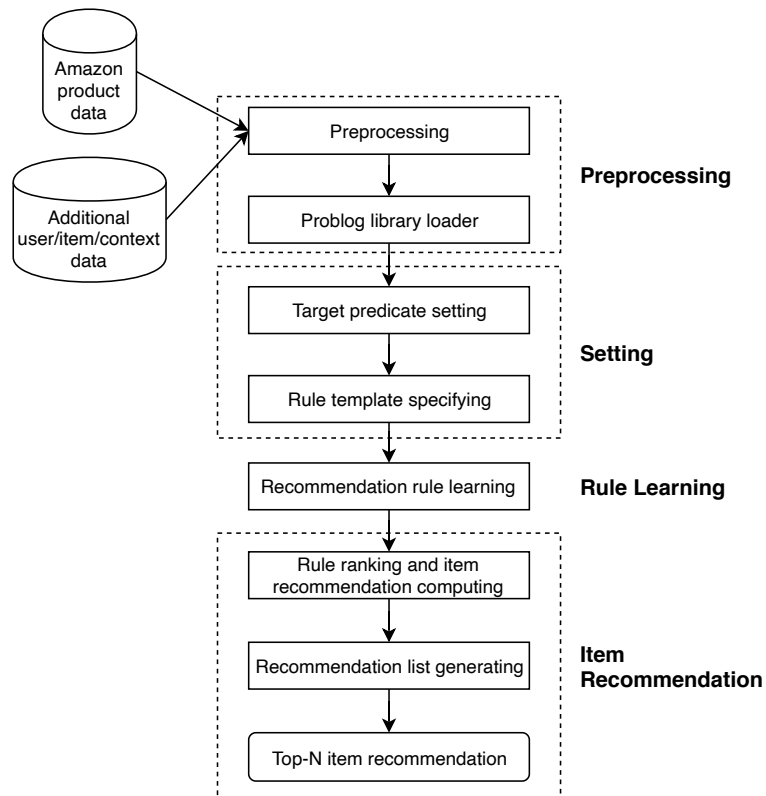 Amazon
product
data
Additional
user/item/context
data
Preprocessing
Problog library loader
Preprocessing
Target predicate setting
Rule template specifying
Setting
Recommendation rule learning
Rule Learning
Rule ranking and item
recommendation computing
Recommendation list generating
Top-N item recommendation
Item
Recommendation